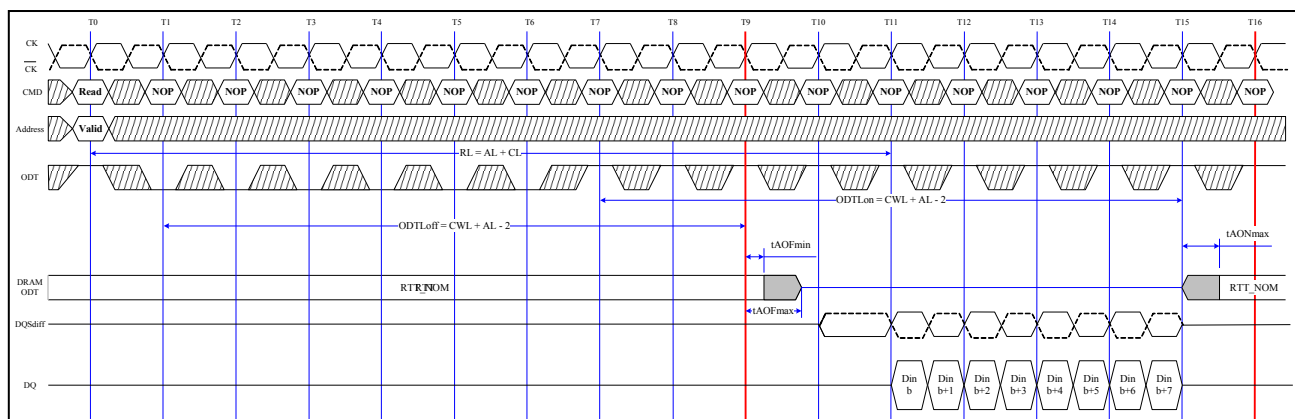 T0 T1 T2 T3 T4 T5 T6 T7 T8 T9 T10 T11 T12 T13 T14 T15 T16
CK
CK
CMD Read NOP NOP NOP NOP NOP NOP NOP NOP NOP NOP NOP NOP NOP NOP NOP NOP
Address Valid
RL = AL + CL
ODT
ODTLon = CWL + AL - 2
ODTLoff = CWL + AL - 2
tAOFmin tAONmax
DRAM
ODT
RTT_NOM RTT_NOM
tAOFmax
DQSdiff
DQ
Din
b
Din
b+1
Din
b+2
Din
b+3
Din
b+4
Din
b+5
Din
b+6
Din
b+7